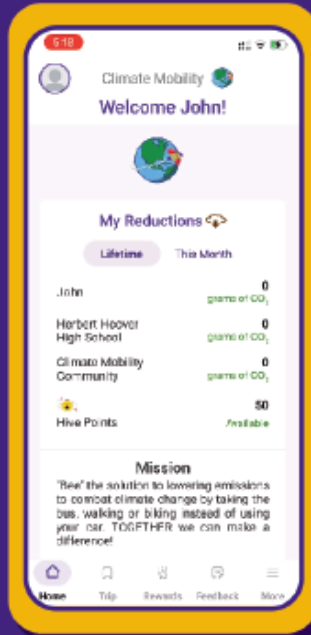 6:18
Climate Mobility
Welcome John!
My Reductions
Lifetime This Month
John 0
grams of CO₂
Herbert Hoover 0
High School grams of CO₂
Climate Mobility 0
Community grams of CO₂
50
Hive Points Available
Mission
"Bee" the solution to lowering emissions
to combat climate change by taking the
bus, walking or biking instead of using
your car. TOGETHER we can make a
difference!
Home Trip Rewards Feedback More